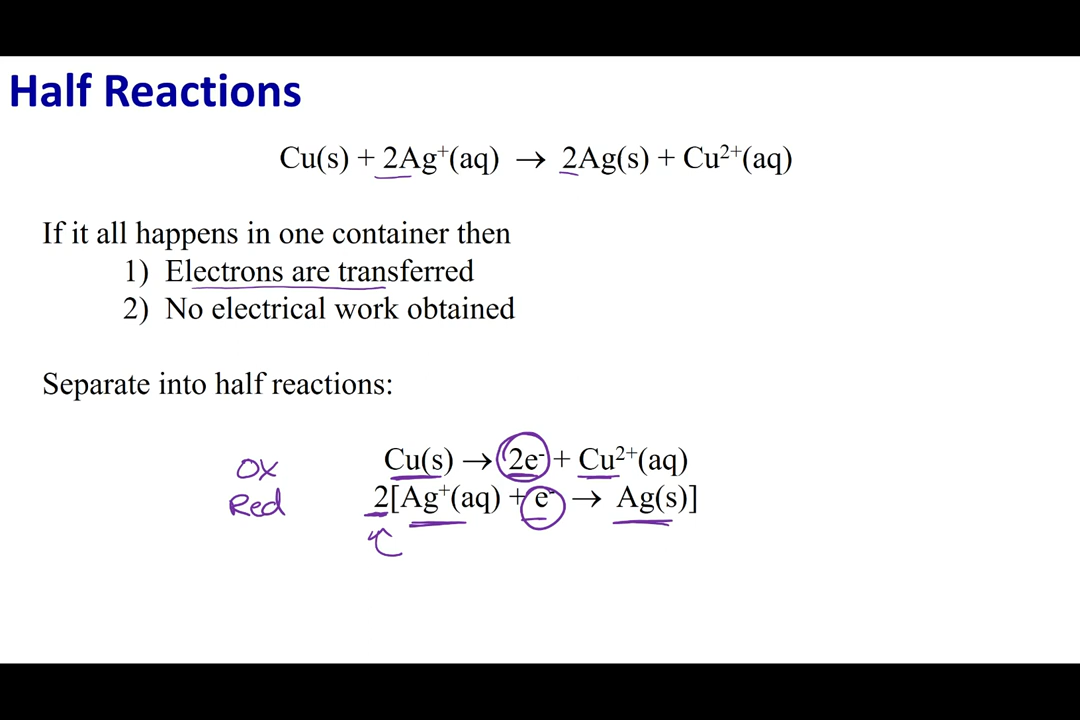 Half Reactions
Cu(s) + 2Ag⁺(aq) → 2Ag(s) + Cu²⁺(aq)
If it all happens in one container then
1) Electrons are transferred
2) No electrical work obtained
Separate into half reactions:
OX Cu(s) → 2e⁻ + Cu²⁺(aq)
Red 2[Ag⁺(aq) + e⁻ → Ag(s)]